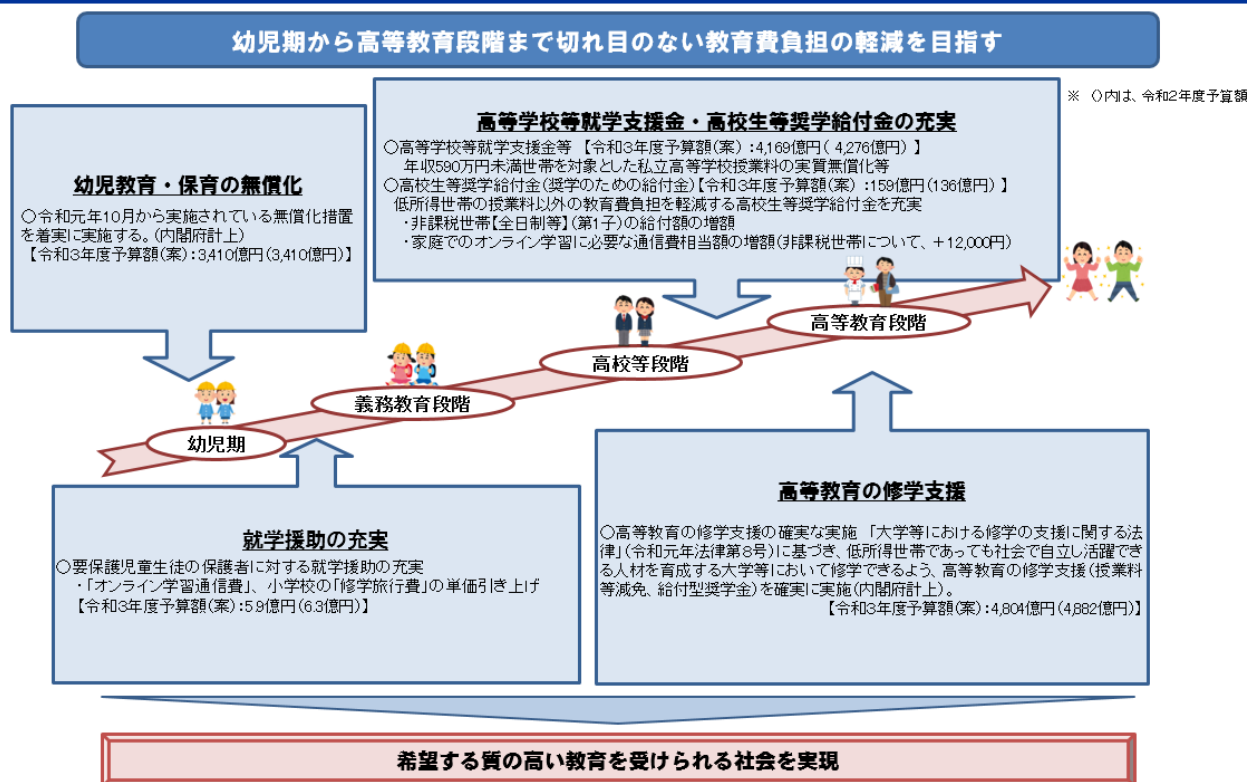 幼児期から高等教育段階まで切れ目のない教育費負担の軽減を目指す
※ ()内は、令和2年度予算額
幼児教育・保育の無償化
○令和元年10月から実施されている無償化措置
を着実に実施する。(内閣府計上)
【令和3年度予算額(案):3,410億円(3,410億円)】
高等学校等就学支援金・高校生等奨学給付金の充実
○高等学校等就学支援金等 【令和3年度予算額(案):4,169億円( 4,276億円) 】
年収590万円未満世帯を対象とした私立高等学校授業料の実質無償化等
○高校生等奨学給付金(奨学のための給付金)【令和3年度予算額(案) :159億円(136億円) 】
低所得世帯の授業料以外の教育費負担を軽減する高校生等奨学給付金を充実
・非課税世帯【全日制等】(第1子)の給付額の増額
・家庭でのオンライン学習に必要な通信費相当額の増額(非課税世帯について、+12,000円)
高等教育段階
高校等段階
義務教育段階
幼児期
就学援助の充実
○要保護児童生徒の保護者に対する就学援助の充実
・「オンライン学習通信費」、小学校の「修学旅行費」の単価引き上げ
【令和3年度予算額(案):5.9億円(6.3億円)】
高等教育の修学支援
○高等教育の修学支援の確実な実施 「大学等における修学の支援に関する法
律」(令和元年法律第8号)に基づき、低所得世帯であっても社会で自立し活躍でき
る人材を育成する大学等において修学できるよう、高等教育の修学支援(授業料
等減免、給付型奨学金)を確実に実施(内閣府計上)。
【令和3年度予算額(案):4,804億円(4,882億円)】
希望する質の高い教育を受けられる社会を実現